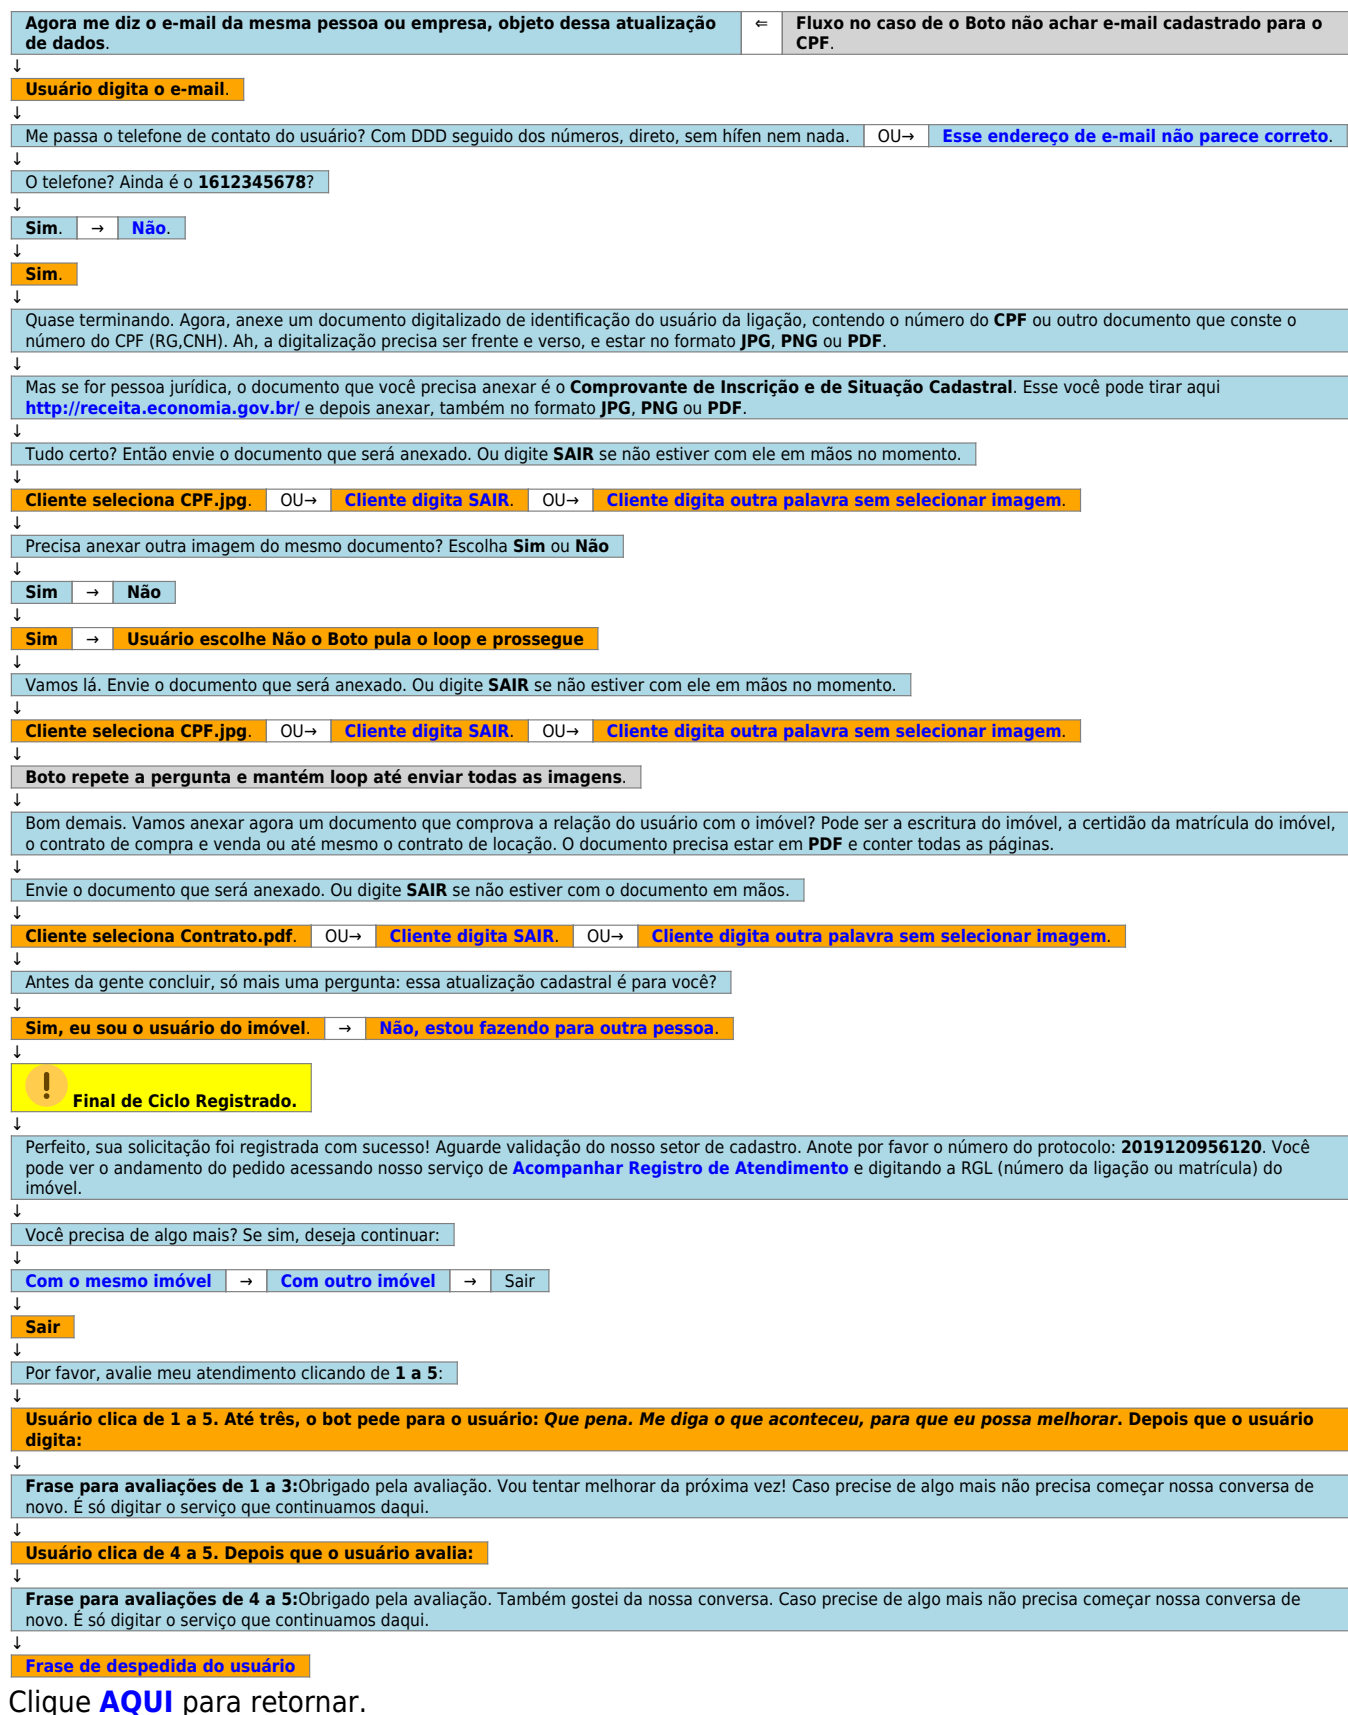 Agora me diz o e-mail da mesma pessoa ou empresa, objeto dessa atualização ⇐ Fluxo no caso de o Boto não achar e-mail cadastrado para o
de dados. CPF.
↓
Usuário digita o e-mail.
↓
Me passa o telefone de contato do usuário? Com DDD seguido dos números, direto, sem hífen nem nada. OU→ Esse endereço de e-mail não parece correto.
↓
O telefone? Ainda é o 1612345678?
↓
Sim. → Não.
↓
Sim.
↓
Quase terminando. Agora, anexe um documento digitalizado de identificação do usuário da ligação, contendo o número do CPF ou outro documento que conste o
número do CPF (RG,CNH). Ah, a digitalização precisa ser frente e verso, e estar no formato JPG, PNG ou PDF.
↓
Mas se for pessoa jurídica, o documento que você precisa anexar é o Comprovante de Inscrição e de Situação Cadastral. Esse você pode tirar aqui
http://receita.economia.gov.br/ e depois anexar, também no formato JPG, PNG ou PDF.
↓
Tudo certo? Então envie o documento que será anexado. Ou digite SAIR se não estiver com ele em mãos no momento.
↓
Cliente seleciona CPF.jpg. OU→ Cliente digita SAIR. OU→ Cliente digita outra palavra sem selecionar imagem.
↓
Precisa anexar outra imagem do mesmo documento? Escolha Sim ou Não
↓
Sim → Não
↓
Sim → Usuário escolhe Não o Boto pula o loop e prossegue
↓
Vamos lá. Envie o documento que será anexado. Ou digite SAIR se não estiver com ele em mãos no momento.
↓
Cliente seleciona CPF.jpg. OU→ Cliente digita SAIR. OU→ Cliente digita outra palavra sem selecionar imagem.
↓
Boto repete a pergunta e mantém loop até enviar todas as imagens.
↓
Bom demais. Vamos anexar agora um documento que comprova a relação do usuário com o imóvel? Pode ser a escritura do imóvel, a certidão da matrícula do imóvel,
o contrato de compra e venda ou até mesmo o contrato de locação. O documento precisa estar em PDF e conter todas as páginas.
↓
Envie o documento que será anexado. Ou digite SAIR se não estiver com o documento em mãos.
↓
Cliente seleciona Contrato.pdf. OU→ Cliente digita SAIR. OU→ Cliente digita outra palavra sem selecionar imagem.
↓
Antes da gente concluir, só mais uma pergunta: essa atualização cadastral é para você?
↓
Sim, eu sou o usuário do imóvel. → Não, estou fazendo para outra pessoa.
↓
! Final de Ciclo Registrado.
↓
Perfeito, sua solicitação foi registrada com sucesso! Aguarde validação do nosso setor de cadastro. Anote por favor o número do protocolo: 2019120956120. Você
pode ver o andamento do pedido acessando nosso serviço de Acompanhar Registro de Atendimento e digitando a RGL (número da ligação ou matrícula) do
imóvel.
↓
Você precisa de algo mais? Se sim, deseja continuar:
↓
Com o mesmo imóvel → Com outro imóvel → Sair
↓
Sair
↓
Por favor, avalie meu atendimento clicando de 1 a 5:
↓
Usuário clica de 1 a 5. Até três, o bot pede para o usuário: Que pena. Me diga o que aconteceu, para que eu possa melhorar. Depois que o usuário
digita:
↓
Frase para avaliações de 1 a 3:Obrigado pela avaliação. Vou tentar melhorar da próxima vez! Caso precise de algo mais não precisa começar nossa conversa de
novo. É só digitar o serviço que continuamos daqui.
↓
Usuário clica de 4 a 5. Depois que o usuário avalia:
↓
Frase para avaliações de 4 a 5:Obrigado pela avaliação. Também gostei da nossa conversa. Caso precise de algo mais não precisa começar nossa conversa de
novo. É só digitar o serviço que continuamos daqui.
↓
Frase de despedida do usuário
Clique AQUI para retornar.